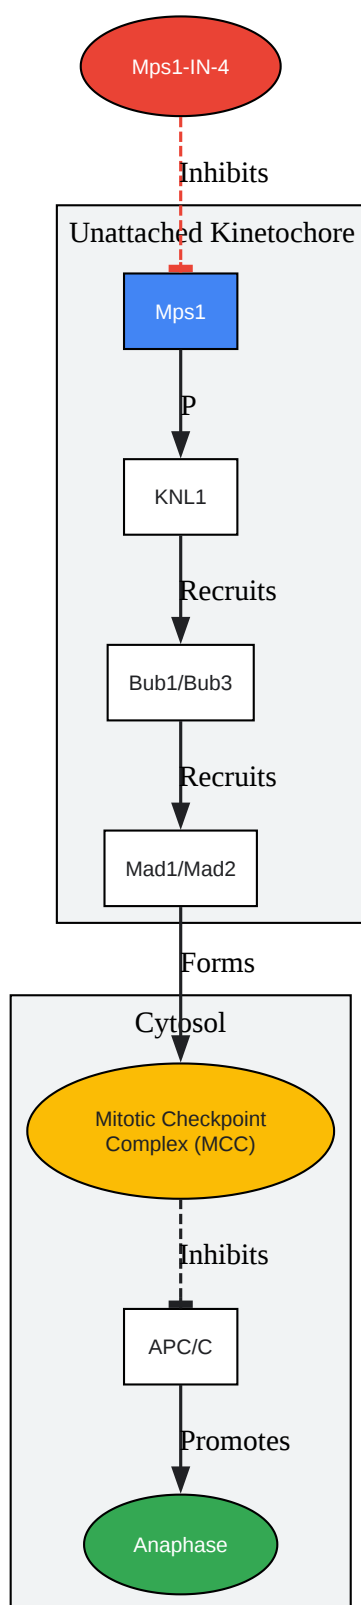 Mps1-IN-4
Inhibits
Unattached Kinetochore
Mps1
P
KNL1
Recruits
Bub1/Bub3
Recruits
Mad1/Mad2
Forms
Cytosol
Mitotic Checkpoint
Complex (MCC)
Inhibits
APC/C
Promotes
Anaphase